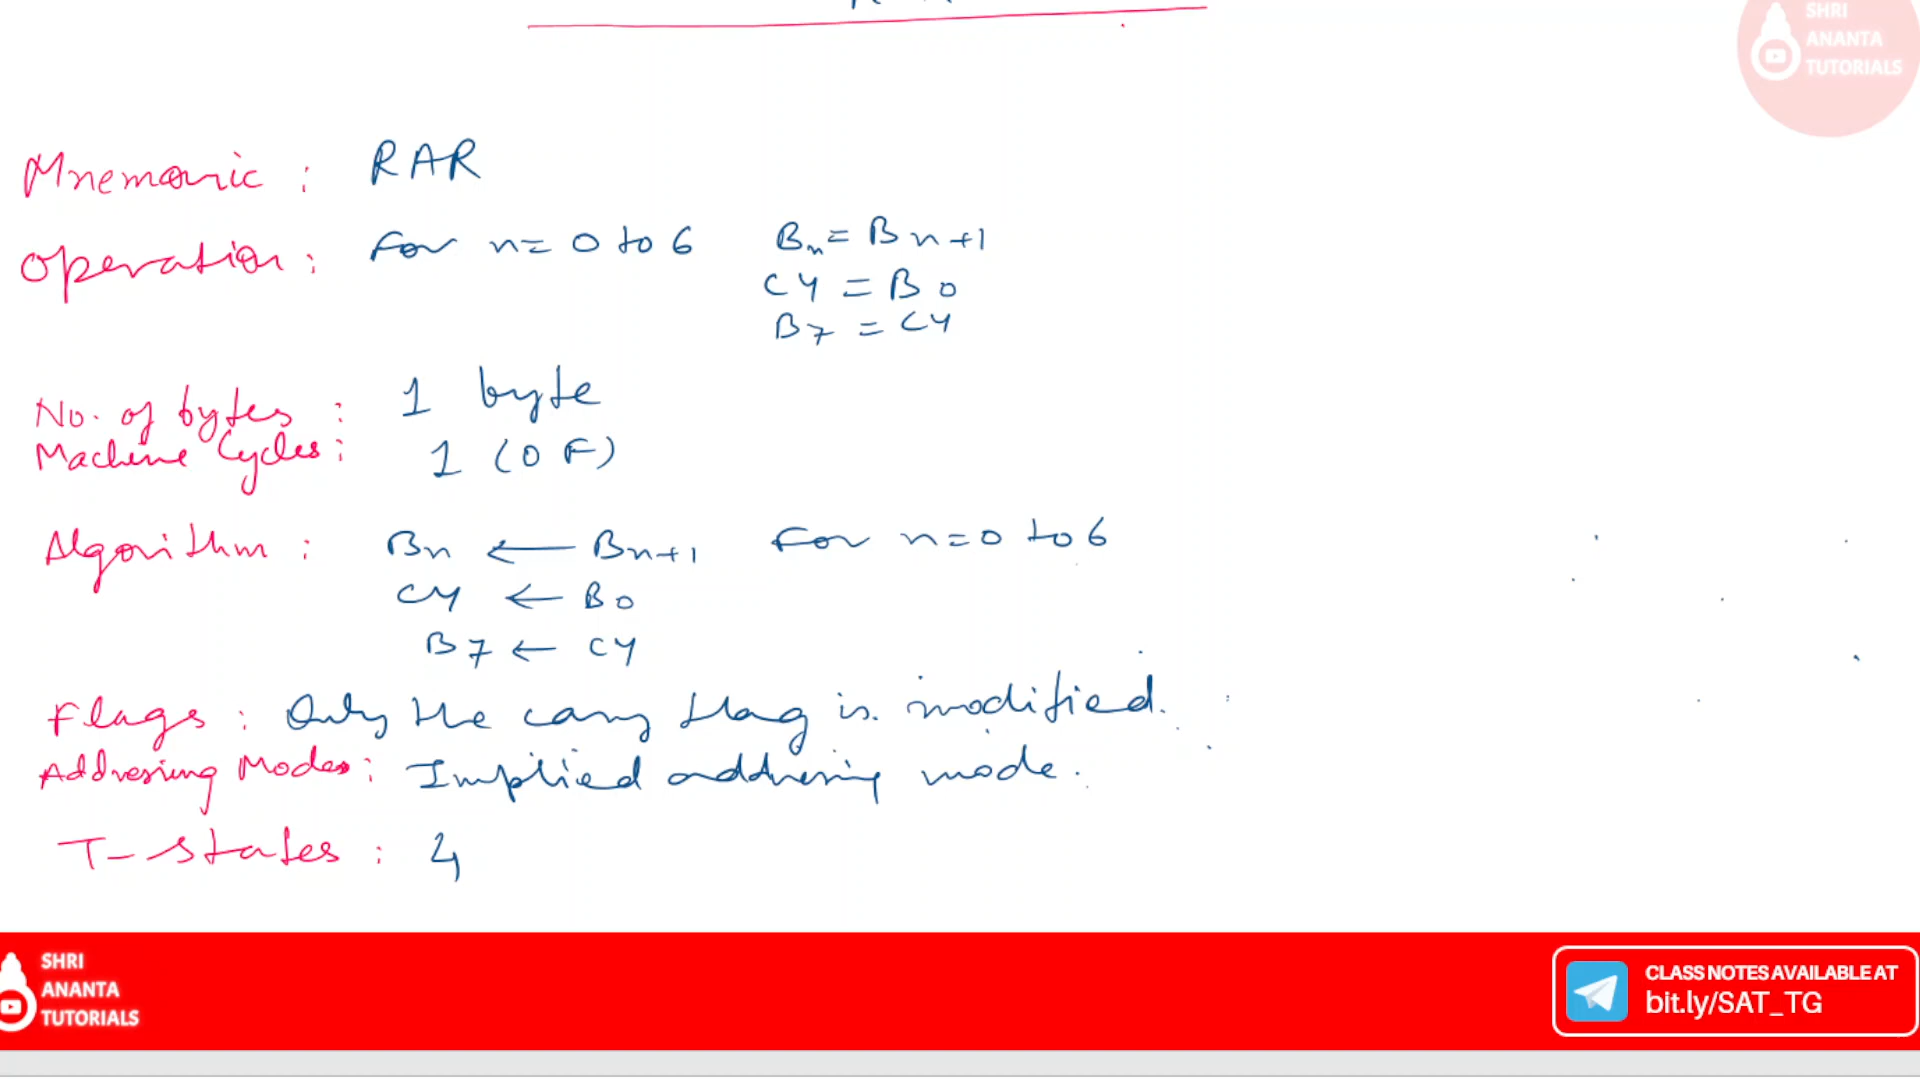 SHRI
ANANTA
TUTORIALS
Mnemonic : RAR
Operation : For n= 0 to 6 Bn = Bn+1
CY = B0
B7 = CY
No. of bytes : 1 byte
Machine Cycles : 1 (OF)
Algorithm : Bn ← Bn+1 For n=0 to 6
CY ← B0
B7 ← CY
Flags : Only the carry flag is modified.
Addressing Modes : Implied addressing mode.
T-states : 4
SHRI
ANANTA
TUTORIALS
CLASS NOTES AVAILABLE AT
bit.ly/SAT_TG